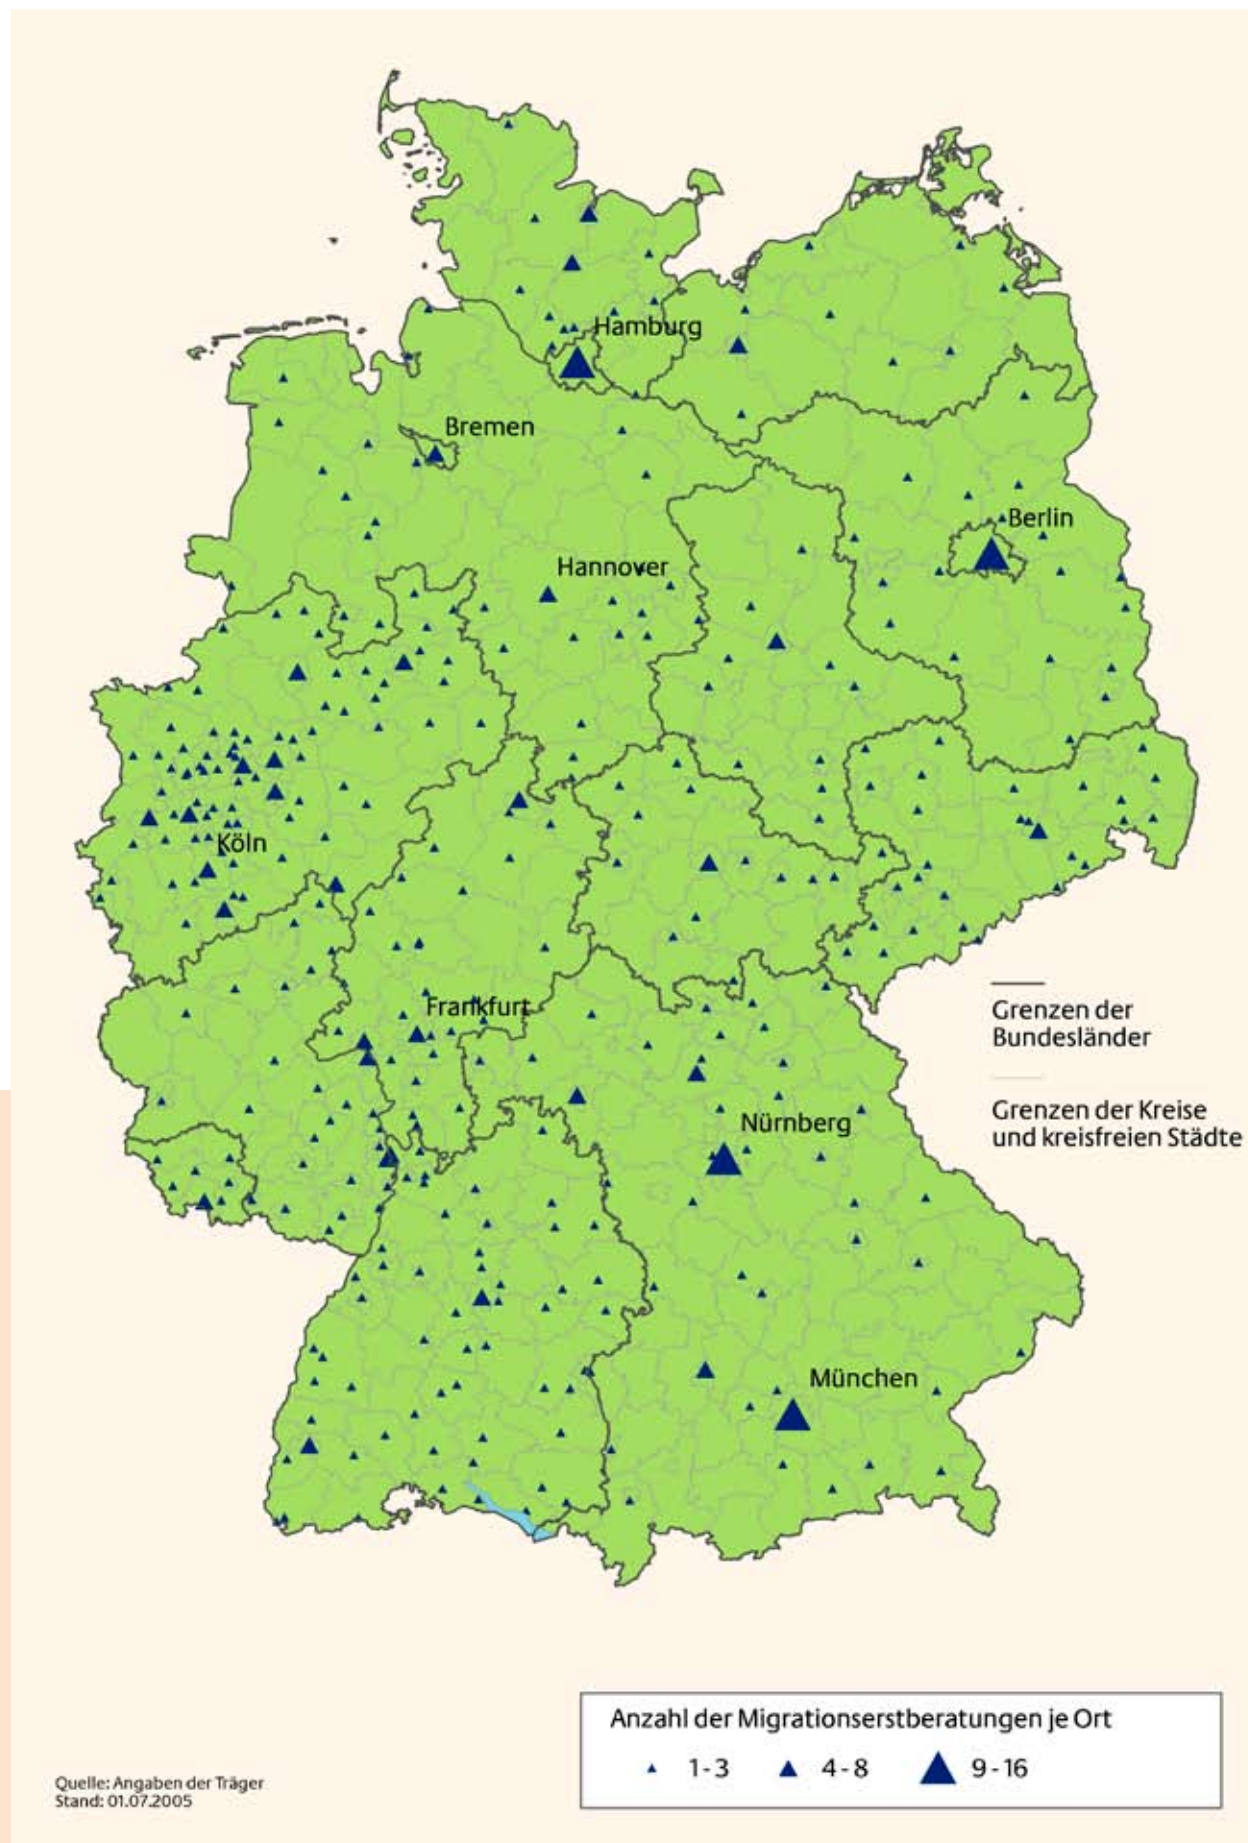 Hamburg
Bremen
Berlin
Hannover
Köln
Frankfurt
Grenzen der
Bundesländer
Grenzen der Kreise
und kreisfreien Städte
Nürnberg
München
Anzahl der Migrationserstberatungen je Ort
1 - 3 4 - 8 9 - 16
Quelle: Angaben der Träger
Stand: 01.07.2005